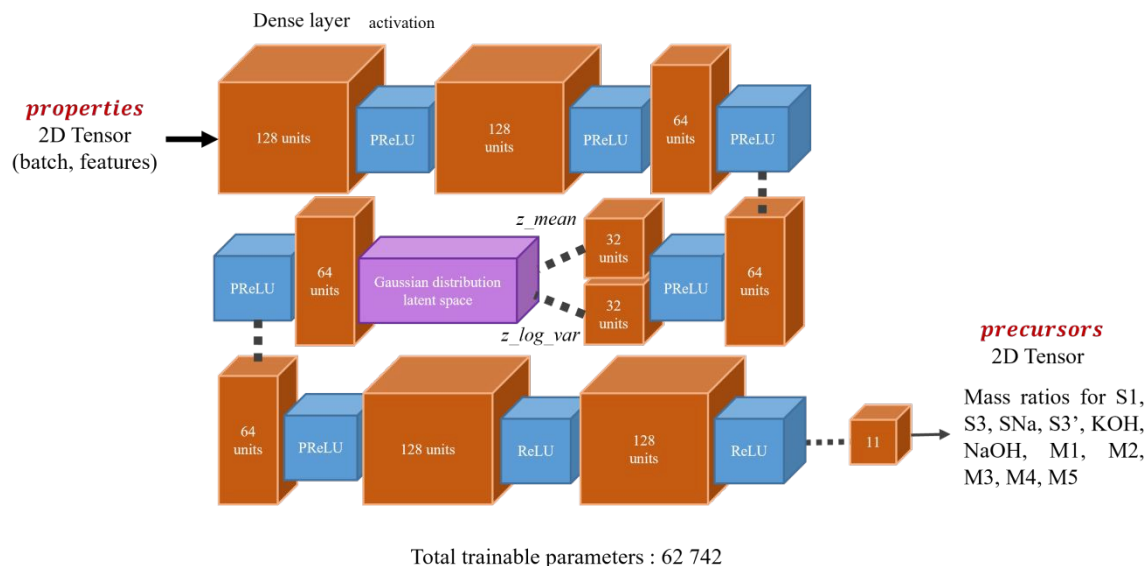 Dense layer activation
properties
2D Tensor
(batch, features)
128 units
PReLU
128
units
PReLU
64
units
PReLU
PReLU
64
units
Gaussian distribution
latent space
z_mean
z_log_var
32
units
32
units
PReLU
64
units
64
units
PReLU
128 units
ReLU
128
units
ReLU
11
precursors
2D Tensor
Mass ratios for S1,
S3, SNa, S3’, KOH,
NaOH, M1, M2,
M3, M4, M5
Total trainable parameters : 62 742